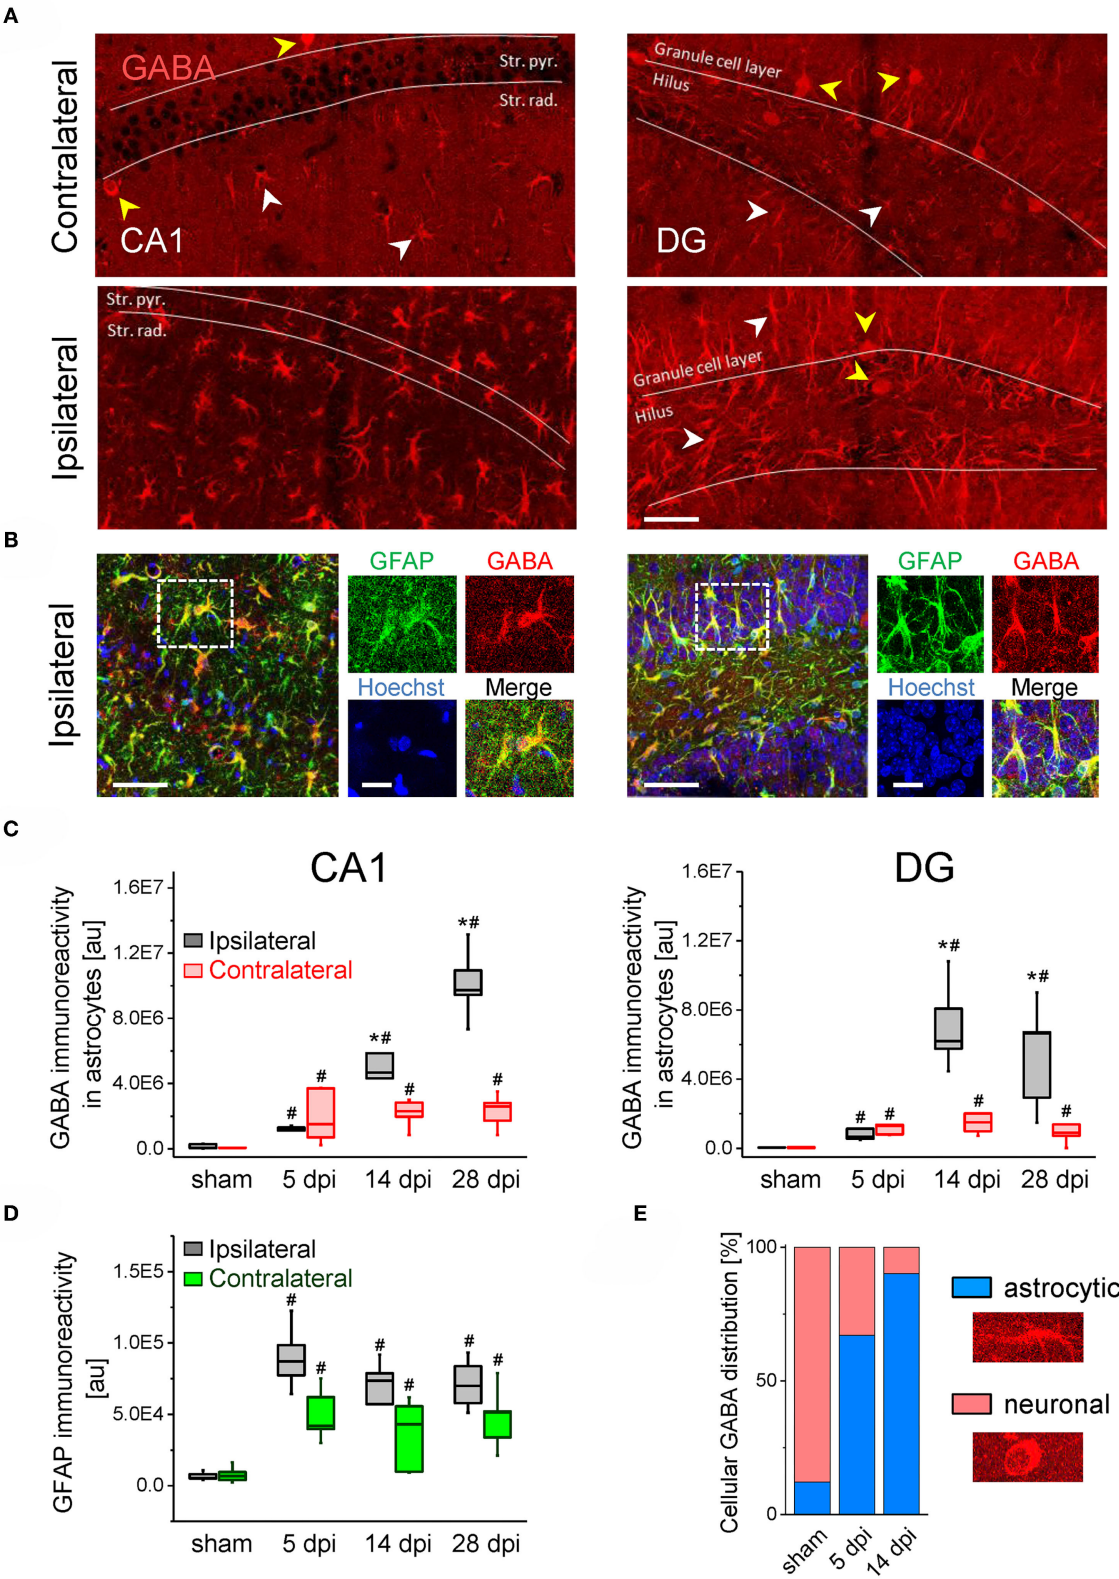 A
Contralateral
GABA
Str. pyr.
Str. rad.
CA1
Granule cell layer
Hilus
DG
Ipsilateral
Str. pyr.
Str. rad.
Granule cell layer
Hilus
B
Ipsilateral
GFAP
GABA
Hoechst
Merge
GFAP
GABA
Hoechst
Merge
C
CA1
GABA immunoreactivity
in astrocytes [au]
1.6E7
1.2E7
8.0E6
4.0E6
0.0
Ipsilateral
Contralateral
#
#
*#
#
*#
#
sham
5 dpi
14 dpi
28 dpi
DG
GABA immunoreactivity
in astrocytes [au]
1.6E7
1.2E7
8.0E6
4.0E6
0.0
#
#
*#
#
*#
#
sham
5 dpi
14 dpi
28 dpi
D
GFAP immunoreactivity
[au]
1.5E5
1.0E5
5.0E4
0.0
Ipsilateral
Contralateral
#
#
#
#
#
#
sham
5 dpi
14 dpi
28 dpi
E
Cellular GABA distribution [%]
100
50
0
sham
5 dpi
14 dpi
astrocytic
neuronal